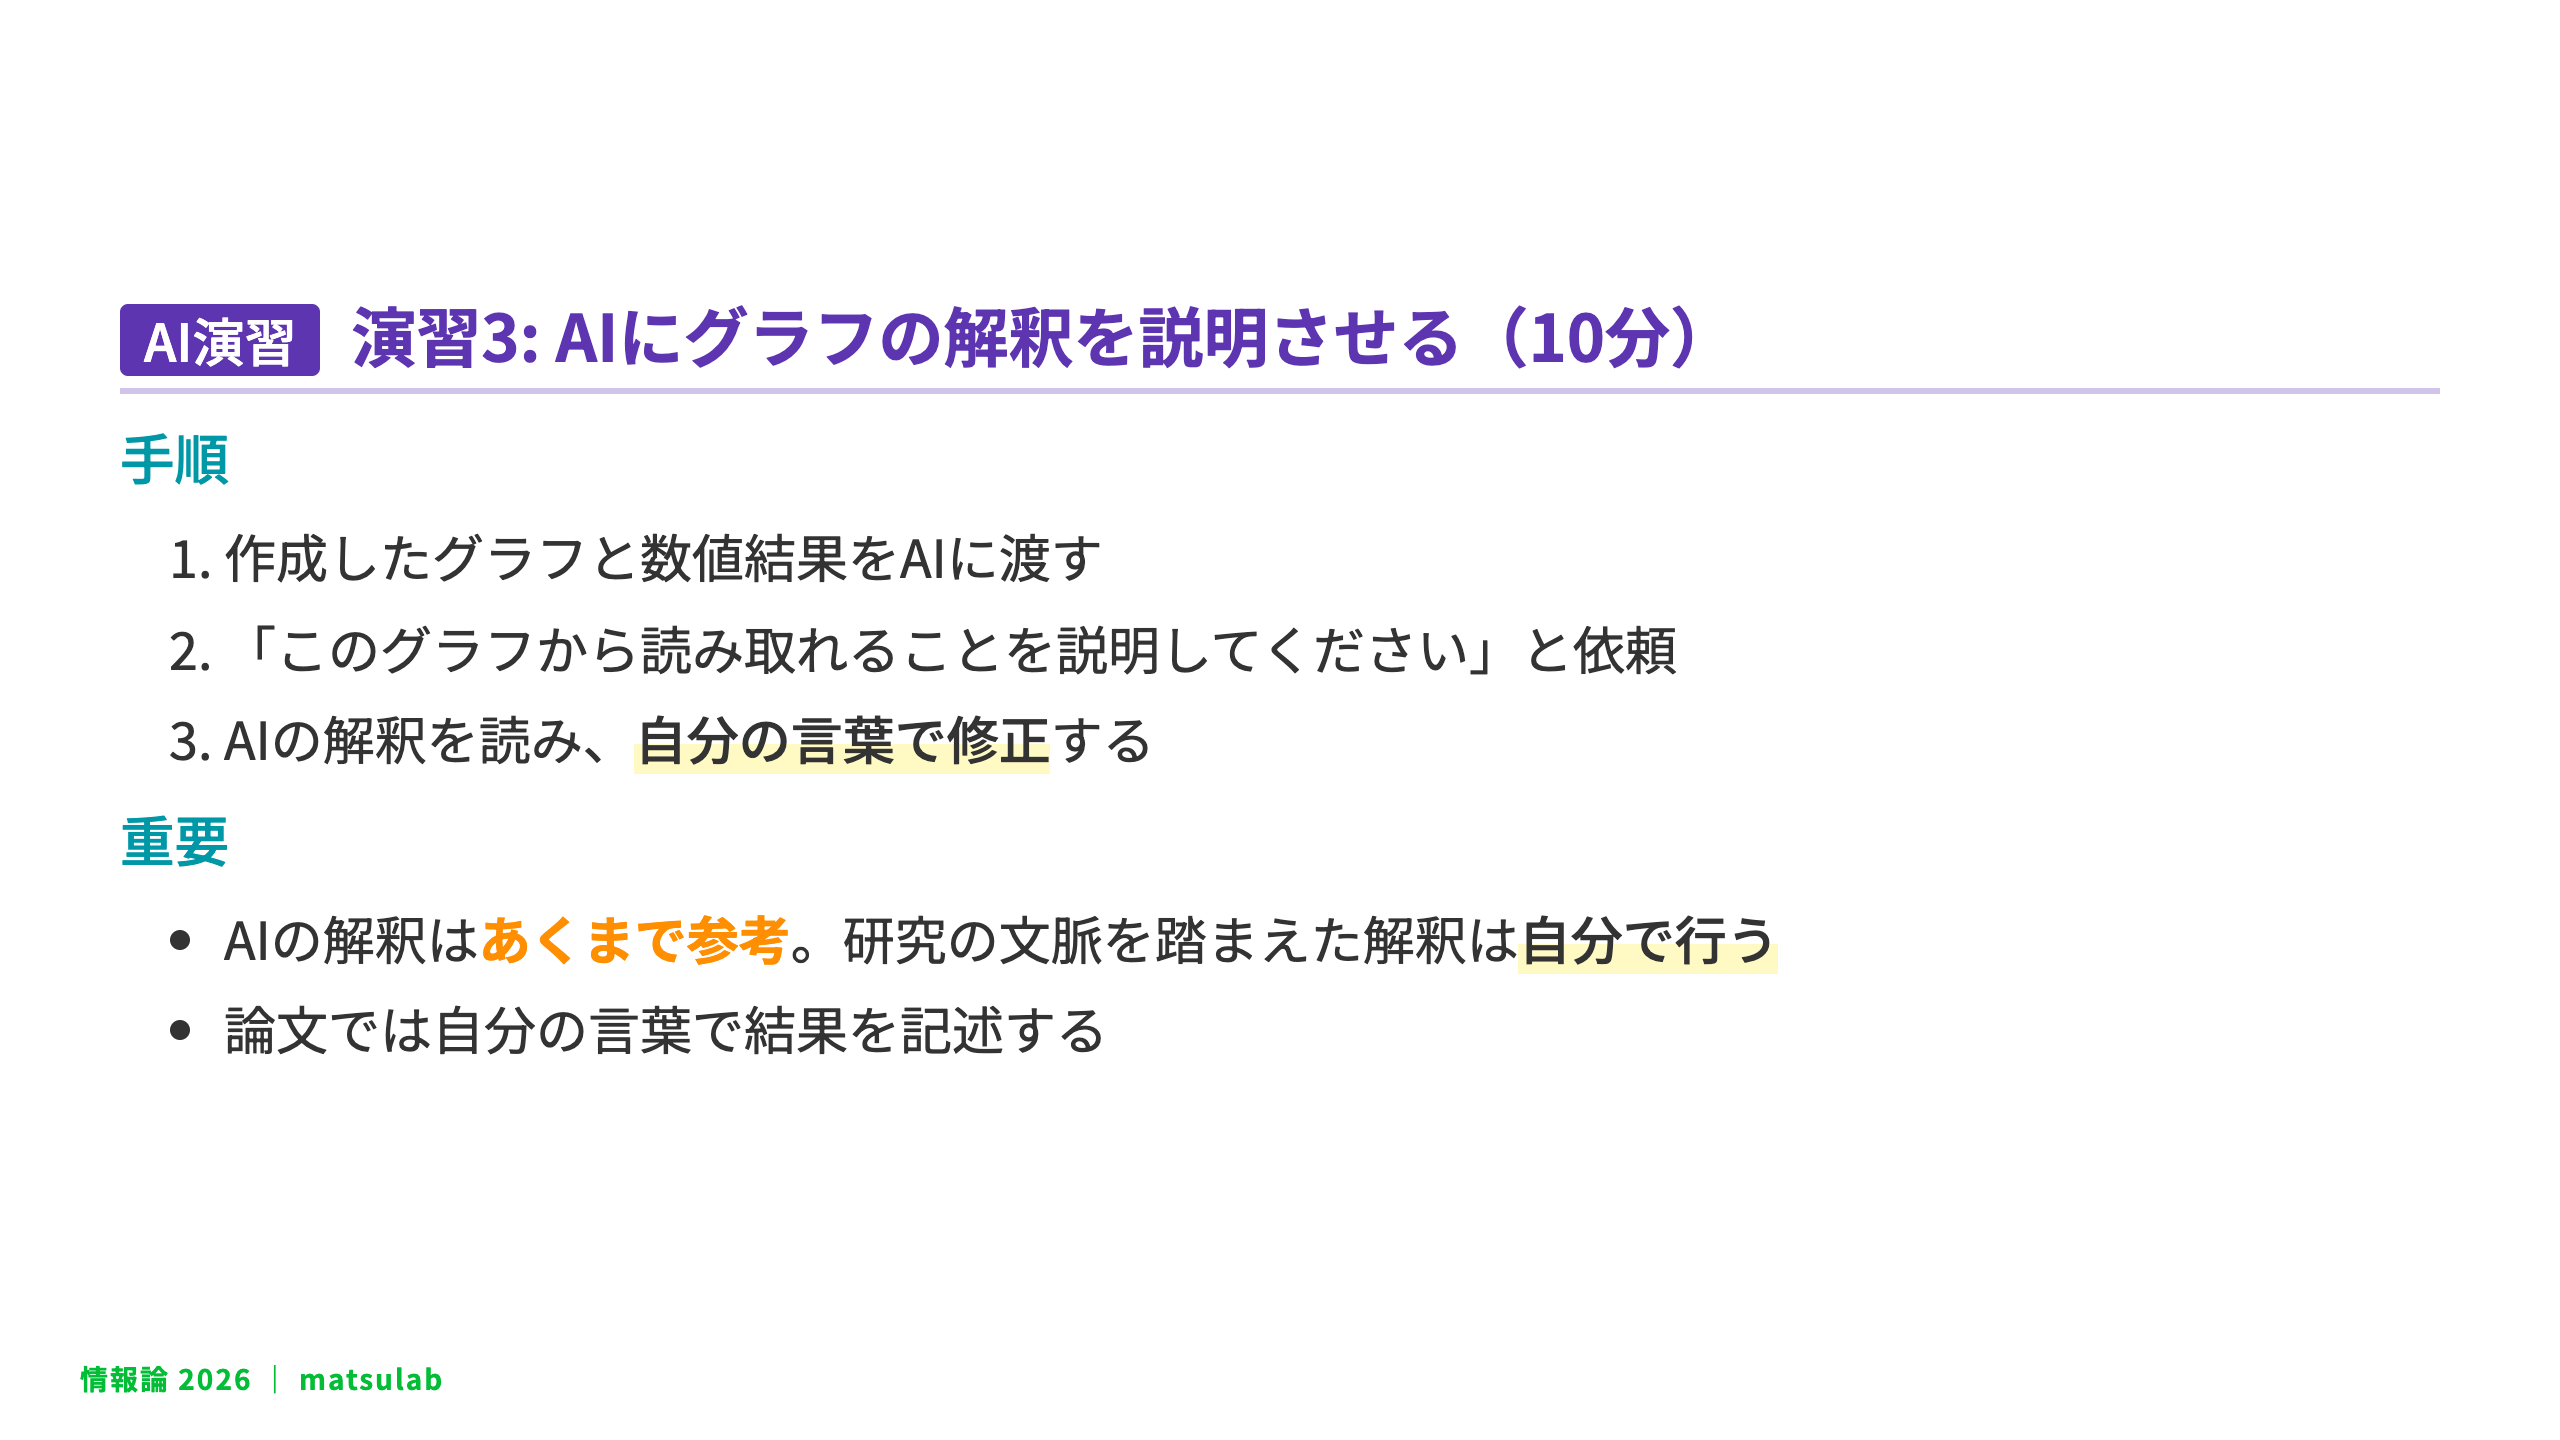 AI演習 演習3: AIにグラフの解釈を説明させる（10分）
手順
1. 作成したグラフと数値結果をAIに渡す
2. 「このグラフから読み取れることを説明してください」と依頼
3. AIの解釈を読み、自分の言葉で修正する
重要
• AIの解釈はあくまで参考。研究の文脈を踏まえた解釈は自分で行う
• 論文では自分の言葉で結果を記述する
情報論 2026 ｜ matsulab